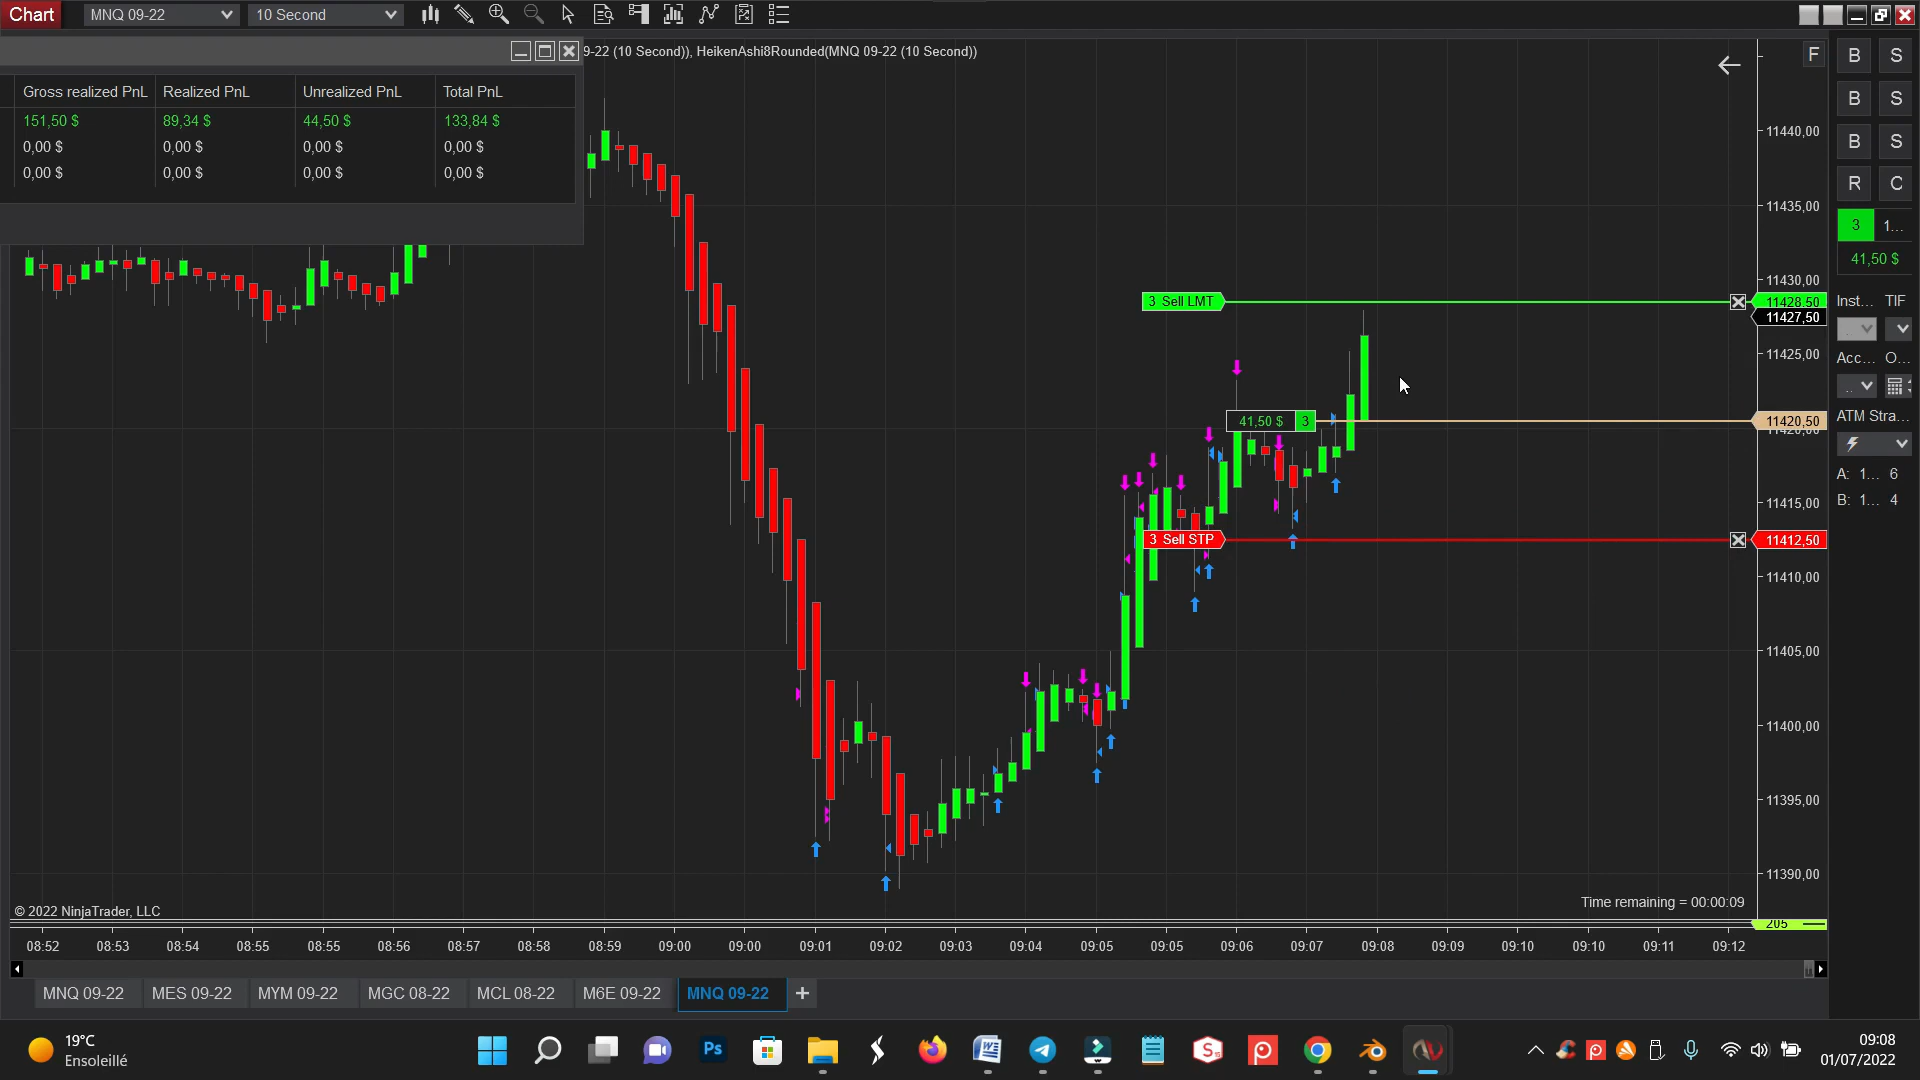 Chart
MNQ 09-22
10 Second
9-22 (10 Second)), HeikenAshi8Rounded(MNQ 09-22 (10 Second))
F
B S
B S
B S
R C
3 1...
41,50 $
Inst... TIF
Acc... O...
ATM Stra...
A: 1... 6
B: 1... 4
Gross realized PnL Realized PnL Unrealized PnL Total PnL
151,50 $ 89,34 $ 44,50 $ 133,84 $
0,00 $ 0,00 $ 0,00 $ 0,00 $
0,00 $ 0,00 $ 0,00 $ 0,00 $
11440,00
11435,00
11430,00
3 Sell LMT
11428,50
11427,50
11425,00
41,50 $ 3
11420,50
11420,00
11415,00
3 Sell STP
11412,50
11410,00
11405,00
11400,00
11395,00
11390,00
© 2022 NinjaTrader, LLC
Time remaining = 00:00:09
205
08:52 08:53 08:54 08:55 08:55 08:56 08:57 08:58 08:59 09:00 09:00 09:01 09:02 09:03 09:04 09:05 09:05 09:06 09:07 09:08 09:09 09:10 09:10 09:11 09:12
MNQ 09-22 MES 09-22 MYM 09-22 MGC 08-22 MCL 08-22 M6E 09-22 MNQ 09-22 +
19°C
Ensoleillé
Ps
09:08
01/07/2022